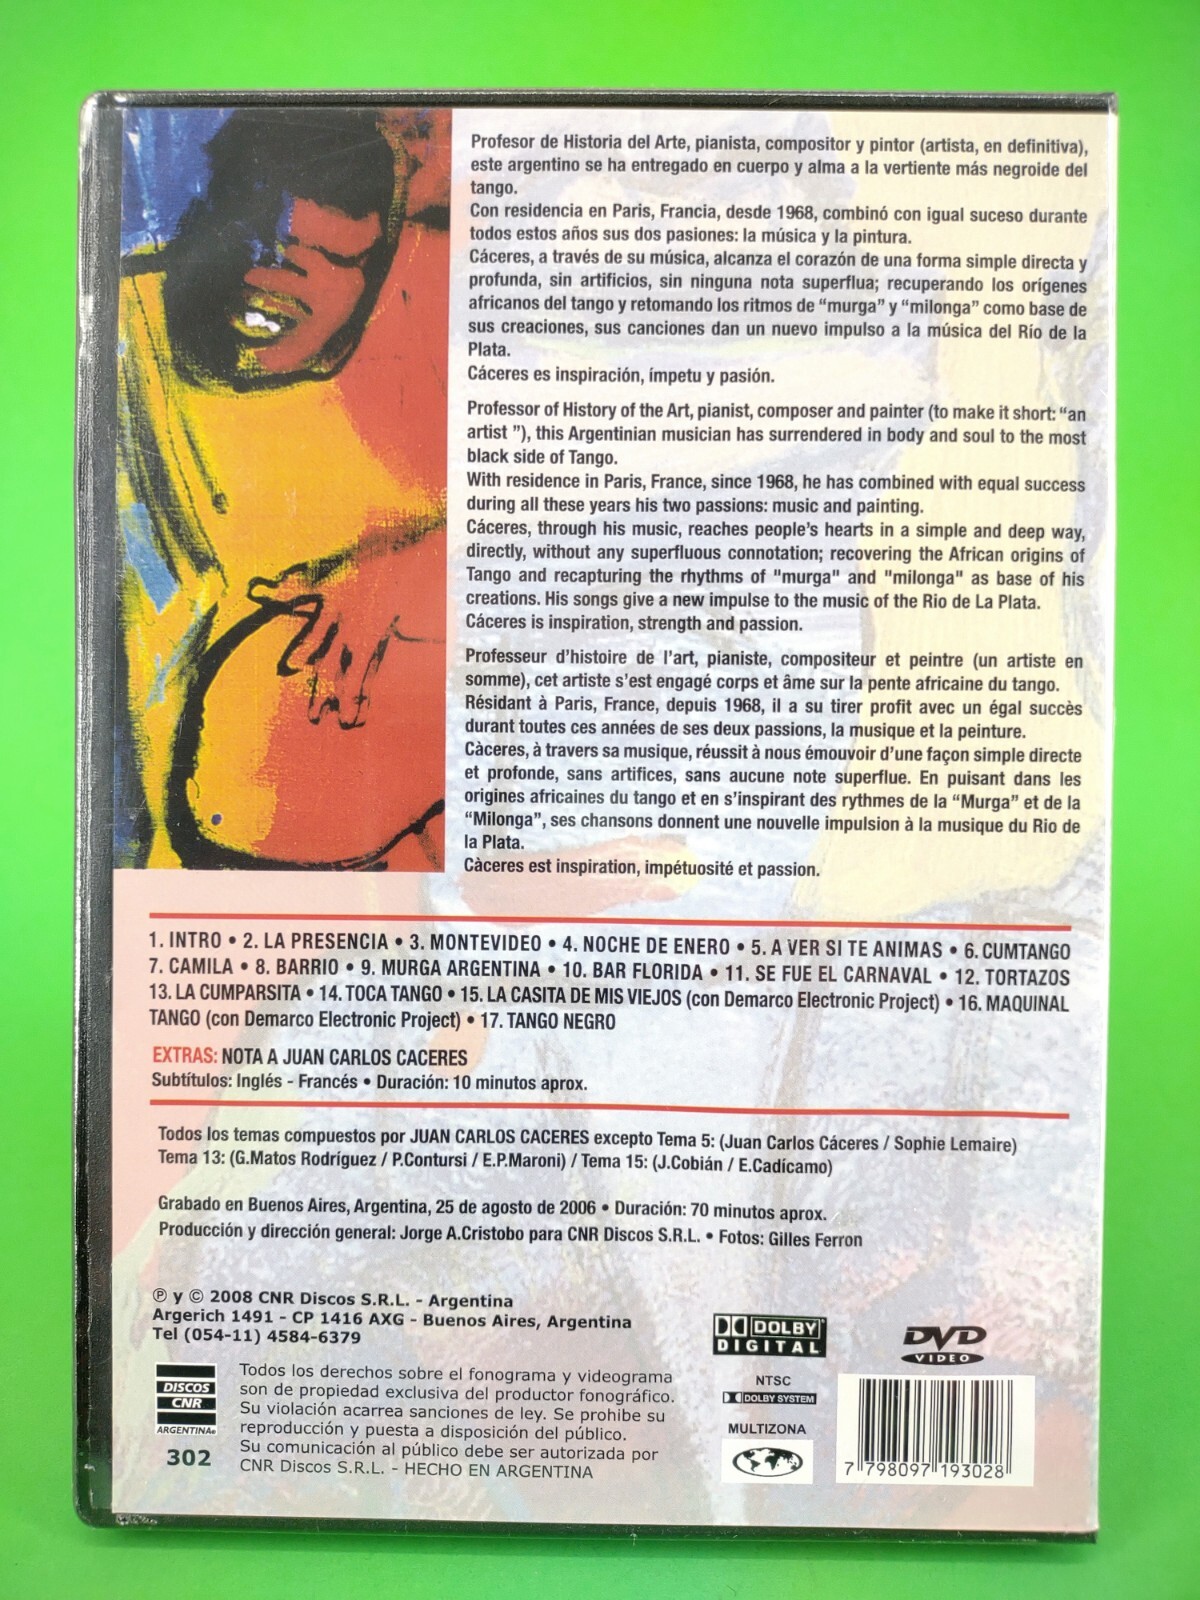 Profesor de Historia del Arte, pianista, compositor y pintor (artista, en definitiva),
este argentino se ha entregado en cuerpo y alma a la vertiente más negroide del
tango.
Con residencia en Paris, Francia, desde 1968, combinó con igual suceso durante
todos estos años sus dos pasiones: la música y la pintura.
Cáceres, a través de su música, alcanza el corazón de una forma simple directa y
profunda, sin artificios, sin ninguna nota superflua; recuperando los orígenes
africanos del tango y retomando los ritmos de “murga” y “milonga” como base de
sus creaciones, sus canciones dan un nuevo impulso a la música del Río de la
Plata.
Cáceres es inspiración, ímpetu y pasión.
Professor of History of the Art, pianist, composer and painter (to make it short: “an
artist ”), this Argentinian musician has surrendered in body and soul to the most
black side of Tango.
With residence in Paris, France, since 1968, he has combined with equal success
during all these years his two passions: music and painting.
Cáceres, through his music, reaches people’s hearts in a simple and deep way,
directly, without any superfluous connotation; recovering the African origins of
Tango and recapturing the rhythms of "murga" and "milonga" as base of his
creations. His songs give a new impulse to the music of the Rio de La Plata.
Cáceres is inspiration, strength and passion.
Professeur d’histoire de l’art, pianiste, compositeur et peintre (un artiste en
somme), cet artiste s’est engagé corps et âme sur la pente africaine du tango.
Résidant à Paris, France, depuis 1968, il a su tirer profit avec un égal succès
durant toutes ces années de ses deux passions, la musique et la peinture.
Càceres, à travers sa musique, réussit à nous émouvoir d’une façon simple directe
et profonde, sans artifices, sans aucune note superflue. En puisant dans les
origines africaines du tango et en s’inspirant des rythmes de la “Murga” et de la
“Milonga”, ses chansons donnent une nouvelle impulsion à la musique du Rio de
la Plata.
Càceres est inspiration, impétuosité et passion.
1. INTRO • 2. LA PRESENCIA • 3. MONTEVIDEO • 4. NOCHE DE ENERO • 5. A VER SI TE ANIMAS • 6. CUMTANGO
7. CAMILA • 8. BARRIO • 9. MURGA ARGENTINA • 10. BAR FLORIDA • 11. SE FUE EL CARNAVAL • 12. TORTAZOS
13. LA CUMPARSITA • 14. TOCA TANGO • 15. LA CASITA DE MIS VIEJOS (con Demarco Electronic Project) • 16. MAQUINAL
TANGO (con Demarco Electronic Project) • 17. TANGO NEGRO
EXTRAS: NOTA A JUAN CARLOS CACERES
Subtítulos: Inglés - Francés • Duración: 10 minutos aprox.
Todos los temas compuestos por JUAN CARLOS CACERES excepto Tema 5: (Juan Carlos Cáceres / Sophie Lemaire)
Tema 13: (G.Matos Rodríguez / P.Contursi / E.P.Maroni) / Tema 15: (J.Cobián / E.Cadícamo)
Grabado en Buenos Aires, Argentina, 25 de agosto de 2006 • Duración: 70 minutos aprox.
Producción y dirección general: Jorge A.Cristobo para CNR Discos S.R.L. • Fotos: Gilles Ferron
℗ y © 2008 CNR Discos S.R.L. - Argentina
Argerich 1491 - CP 1416 AXG - Buenos Aires, Argentina
Tel (054-11) 4584-6379
DISCOS
CNR
ARGENTINA®
302
Todos los derechos sobre el fonograma y videograma
son de propiedad exclusiva del productor fonográfico.
Su violación acarrea sanciones de ley. Se prohibe su
reproducción y puesta a disposición del público.
Su comunicación al público debe ser autorizada por
CNR Discos S.R.L. - HECHO EN ARGENTINA
DOLBY
DIGITAL
NTSC
DOLBY SYSTEM
MULTIZONA
DVD
VIDEO
7 798097 193028